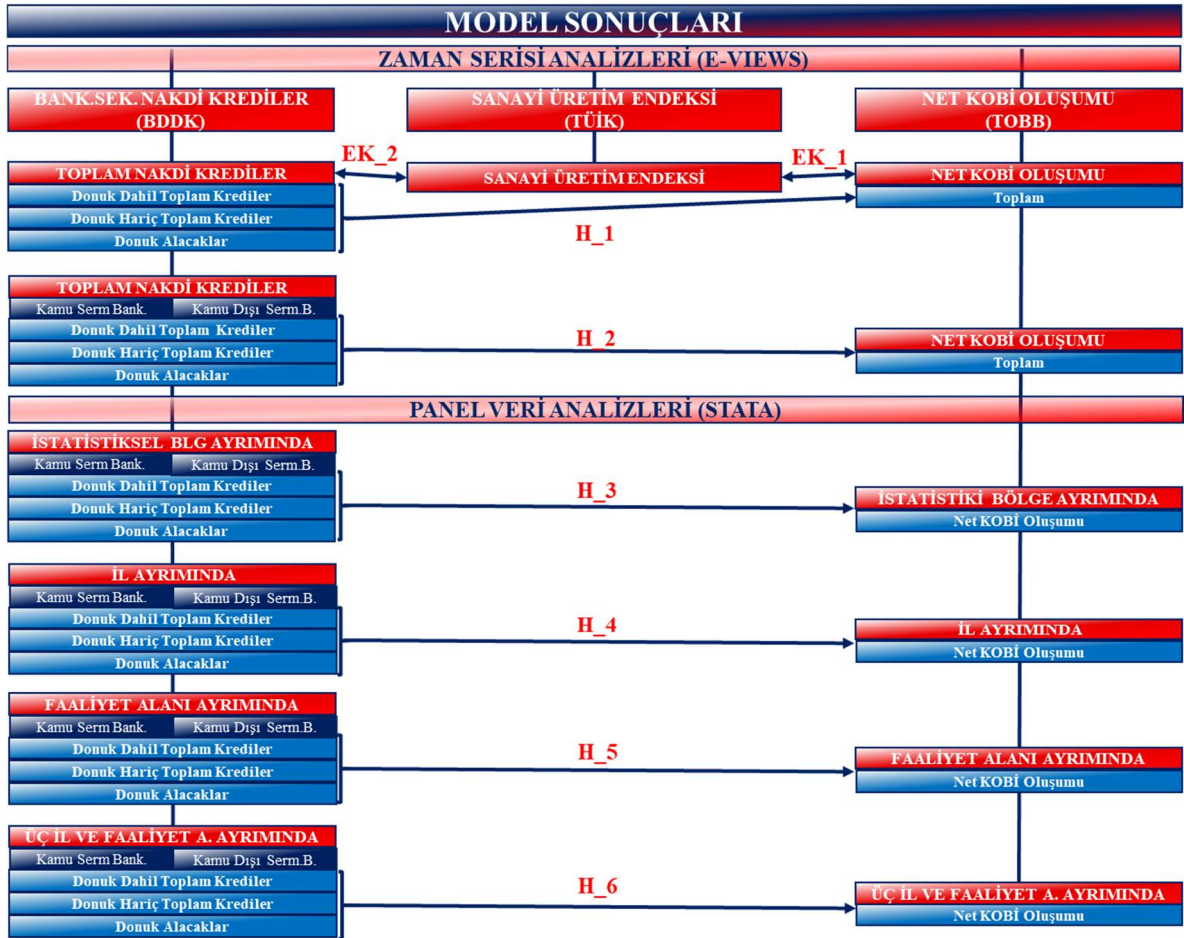 MODEL SONUÇLARI
ZAMAN SERİSİ ANALİZLERİ (E-VIEWS)
BANK.SEK. NAKDİ KREDİLER
(BDDK)
SANAYİ ÜRETİM ENDEKSİ
(TÜİK)
NET KOBİ OLUŞUMU
(TOBB)
EK_2
EK_1
TOPLAM NAKDİ KREDİLER
SANAYİ ÜRETİM ENDEKSİ
NET KOBİ OLUŞUMU
Donuk Dahil Toplam Krediler
Toplam
Donuk Hariç Toplam Krediler
Donuk Alacaklar
H_1
TOPLAM NAKDİ KREDİLER
Kamu Serm Bank. Kamu Dışı Serm.B.
Donuk Dahil Toplam Krediler
Donuk Hariç Toplam Krediler
Donuk Alacaklar
H_2
NET KOBİ OLUŞUMU
Toplam
PANEL VERİ ANALİZLERİ (STATA)
İSTATİSTİKSEL BLG AYRIMINDA
Kamu Serm Bank. Kamu Dışı Serm.B.
Donuk Dahil Toplam Krediler
Donuk Hariç Toplam Krediler
Donuk Alacaklar
H_3
İSTATİSTİKİ BÖLGE AYRIMINDA
Net KOBİ Oluşumu
İL AYRIMINDA
Kamu Serm Bank. Kamu Dışı Serm.B.
Donuk Dahil Toplam Krediler
Donuk Hariç Toplam Krediler
Donuk Alacaklar
H_4
İL AYRIMINDA
Net KOBİ Oluşumu
FAALİYET ALANI AYRIMINDA
Kamu Serm Bank. Kamu Dışı Serm.B.
Donuk Dahil Toplam Krediler
Donuk Hariç Toplam Krediler
Donuk Alacaklar
H_5
FAALİYET ALANI AYRIMINDA
Net KOBİ Oluşumu
ÜÇ İL VE FAALİYET A. AYRIMINDA
Kamu Serm Bank. Kamu Dışı Serm.B.
Donuk Dahil Toplam Krediler
Donuk Hariç Toplam Krediler
Donuk Alacaklar
H_6
ÜÇ İL VE FAALİYET A. AYRIMINDA
Net KOBİ Oluşumu